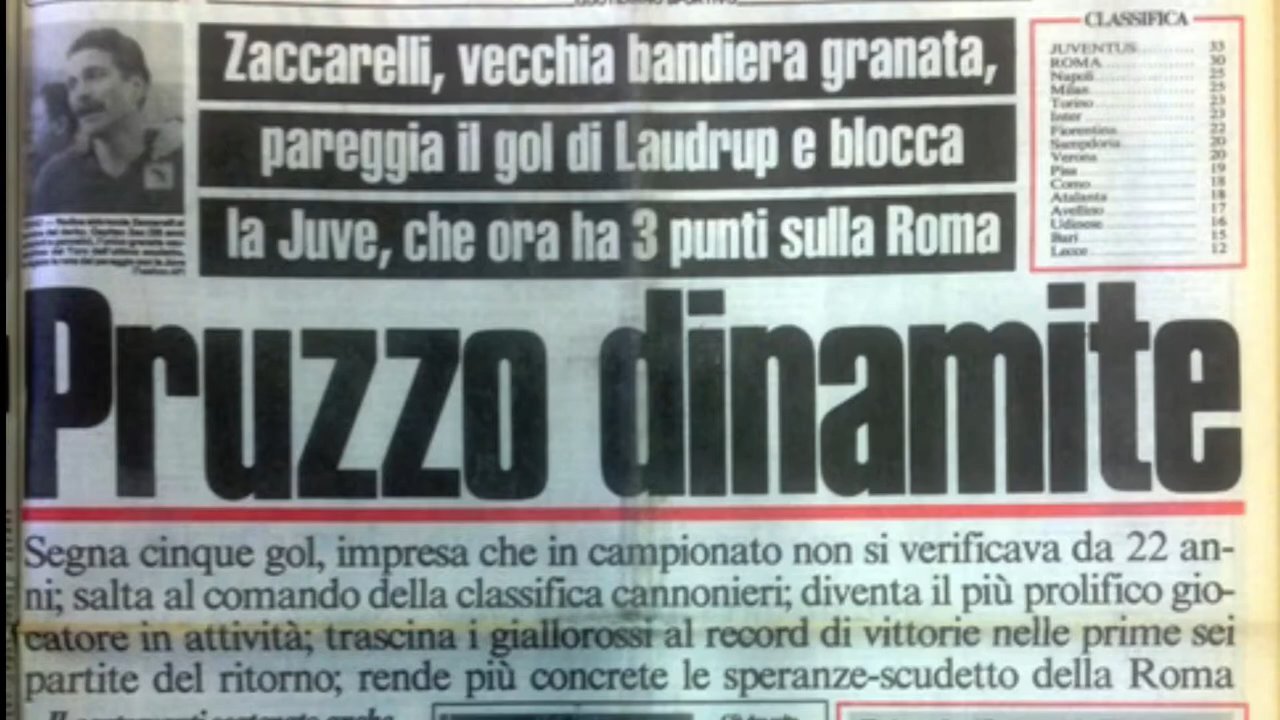 QUOTIDIANO SPORTIVO
Zaccarelli, vecchia bandiera granata,
pareggia il gol di Laudrup e blocca
la Juve, che ora ha 3 punti sulla Roma
CLASSIFICA
JUVENTUS 33
ROMA 30
Napoli 25
Milan 25
Torino 23
Inter 23
Fiorentina 22
Sampdoria 20
Verona 20
Pisa 19
Como 18
Atalanta 18
Avellino 17
Udinese 16
Bari 15
Lecce 12
Pruzzo dinamite
Segna cinque gol, impresa che in campionato non si verificava da 22 an-
ni; salta al comando della classifica cannonieri; diventa il più prolifico gio-
catore in attività; trascina i giallorossi al record di vittorie nelle prime sei
partite del ritorno; rende più concrete le speranze-scudetto della Roma